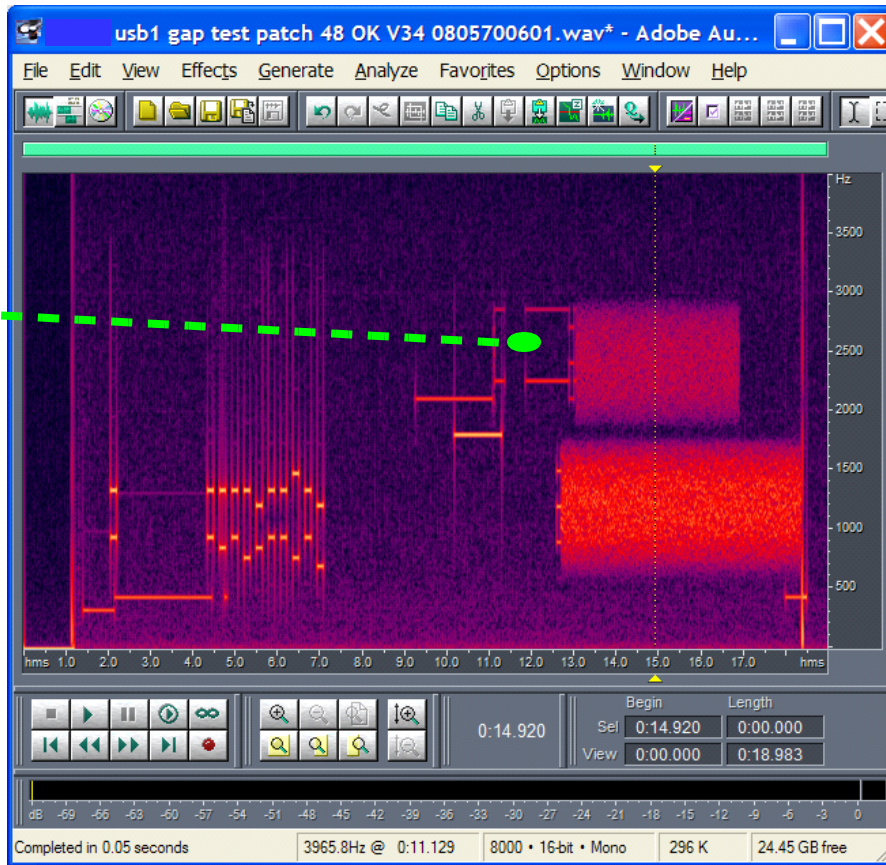 usb1 gap test patch 48 OK V34 0805700601.wav* - Adobe Au...
File Edit View Effects Generate Analyze Favorites Options Window Help
Hz
3500
3000
2500
2000
1500
1000
500
hms 1.0 2.0 3.0 4.0 5.0 6.0 7.0 8.0 9.0 10.0 11.0 12.0 13.0 14.0 15.0 16.0 17.0 hms
Begin Length
0:14.920
Sel 0:14.920 0:00.000
View 0:00.000 0:18.983
dB -69 -66 -63 -60 -57 -54 -51 -48 -45 -42 -39 -36 -33 -30 -27 -24 -21 -18 -15 -12 -9 -6 -3 0
Completed in 0.05 seconds 3965.8Hz @ 0:11.129 8000 • 16-bit • Mono 296 K 24.45 GB free